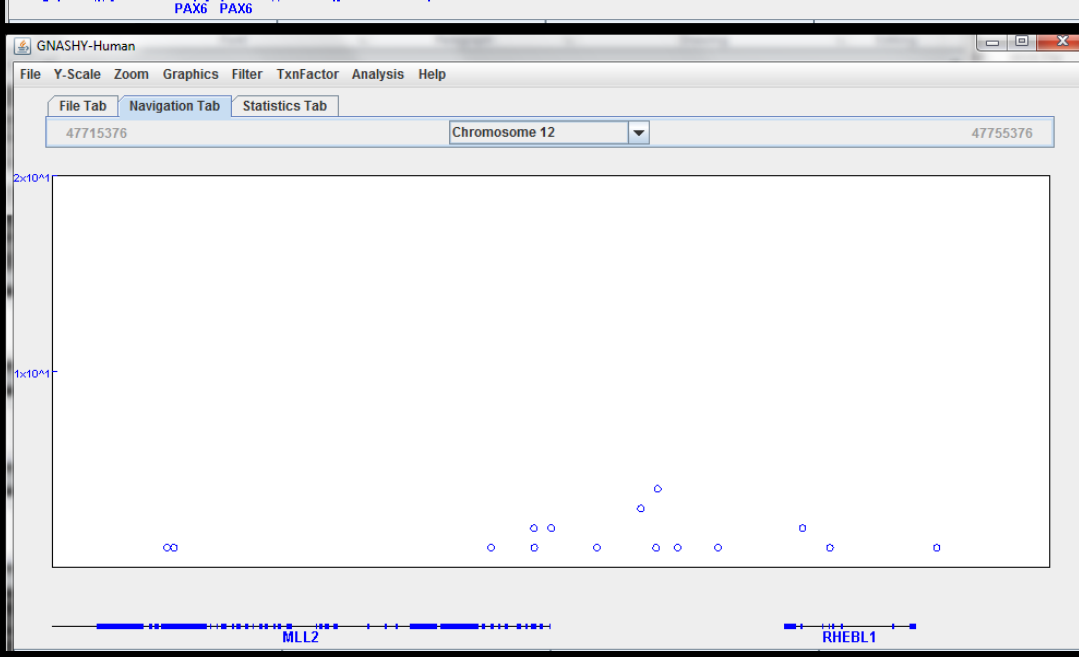 PAX6 PAX6
GNASHY-Human
File Y-Scale Zoom Graphics Filter TxnFactor Analysis Help
File Tab Navigation Tab Statistics Tab
47715376 Chromosome 12 47755376
2x10^1
1x10^1
MLL2 RHEBL1